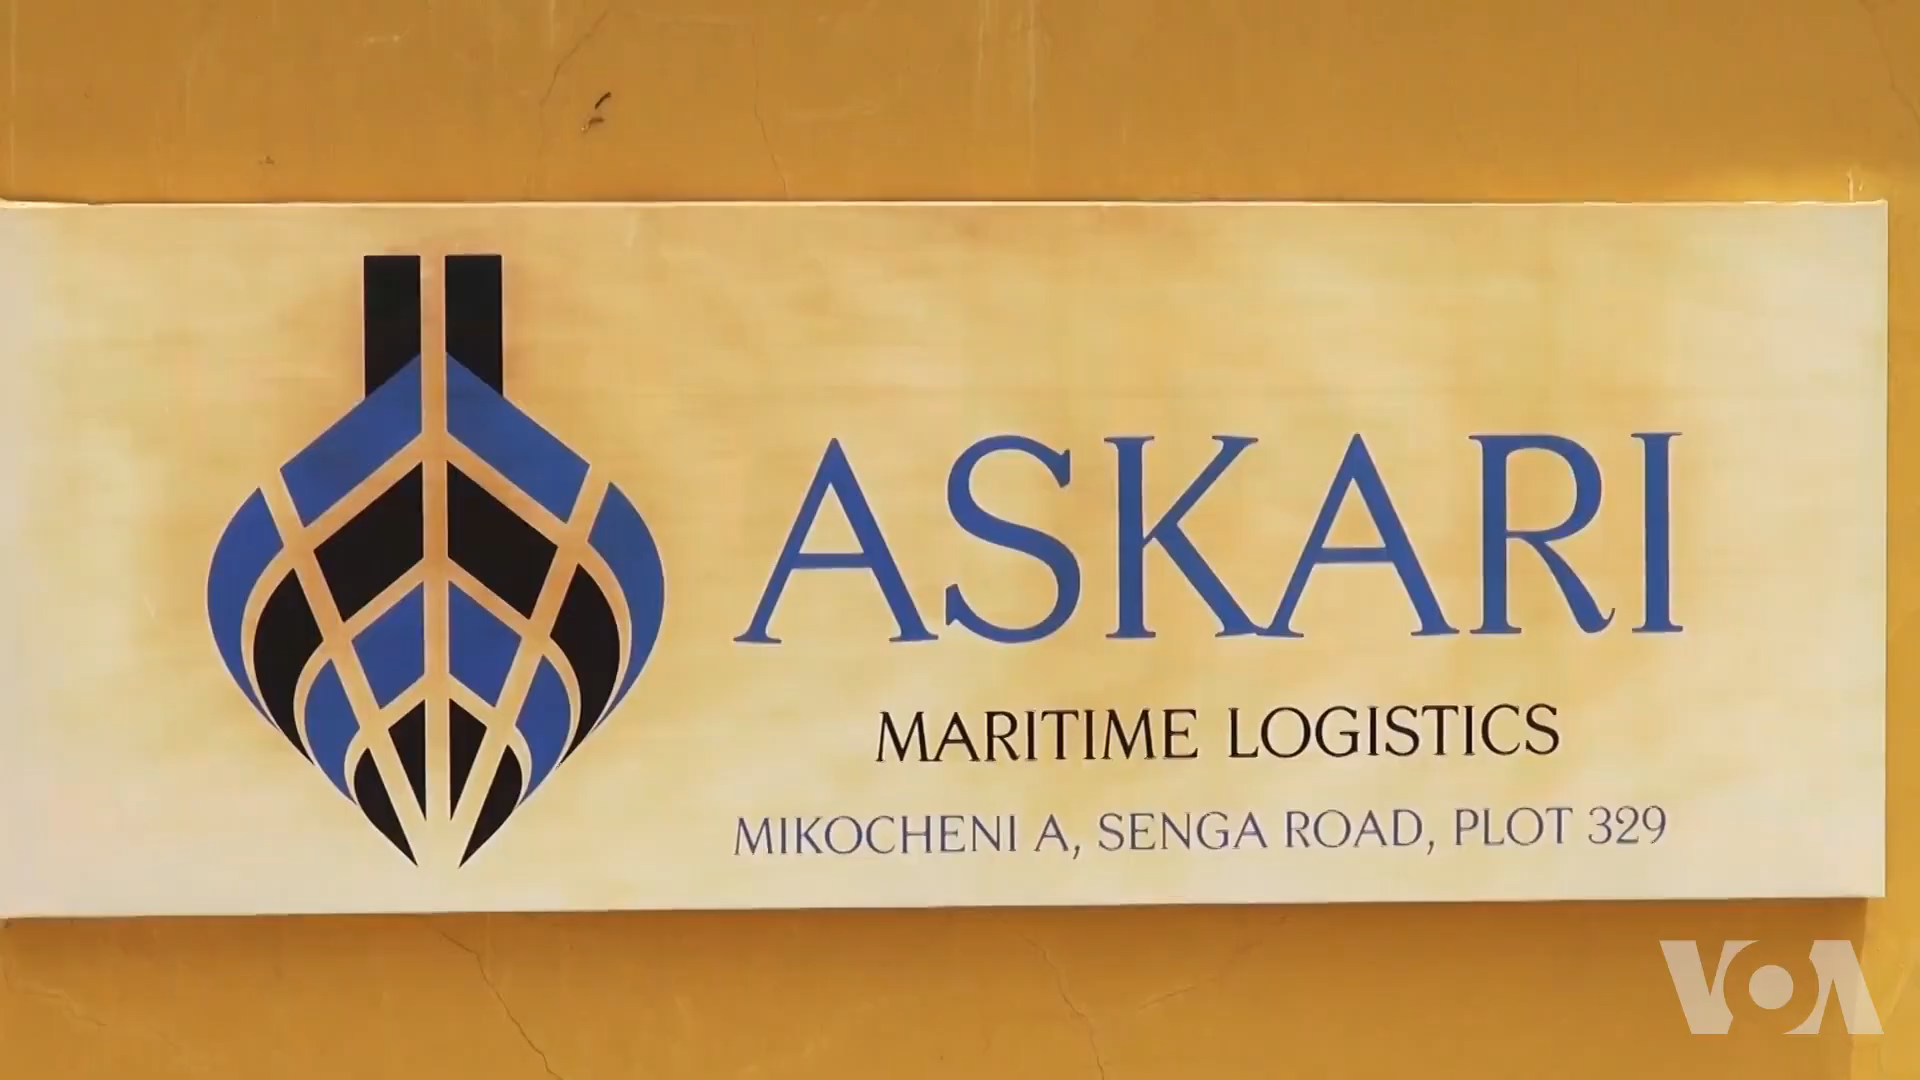 ASKARI
MARITIME LOGISTICS
MIKOCHENI A, SENGA ROAD, PLOT 329
VOA